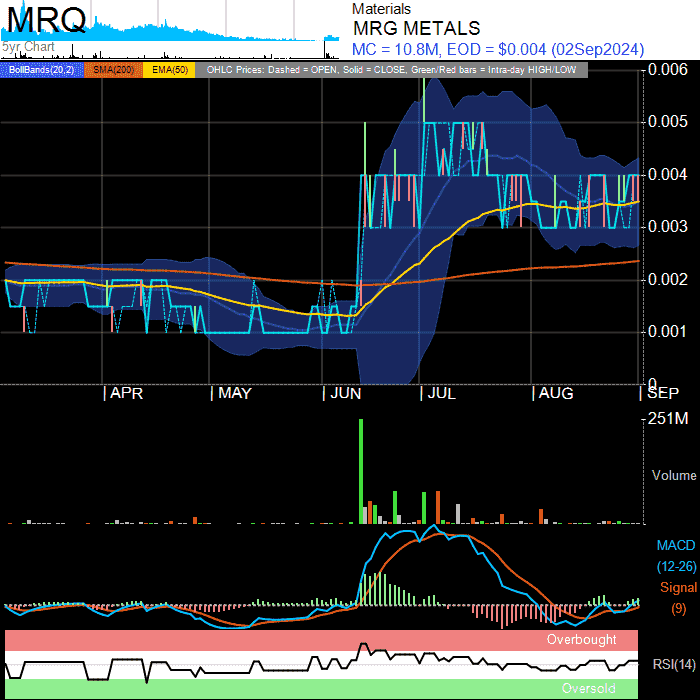 MRQ
5yr Chart
Materials
MRG METALS
MC = 10.8M, EOD = $0.004 (02Sep2024)
BollBands(20,2) SMA(200) EMA(50) OHLC Prices: Dashed = OPEN, Solid = CLOSE, Green/Red bars = Intra-day HIGH/LOW
0.006
0.005
0.004
0.003
0.002
0.001
0
APR MAY JUN JUL AUG SEP
251M
Volume
MACD
(12-26)
Signal
(9)
Overbought
RSI(14)
Oversold